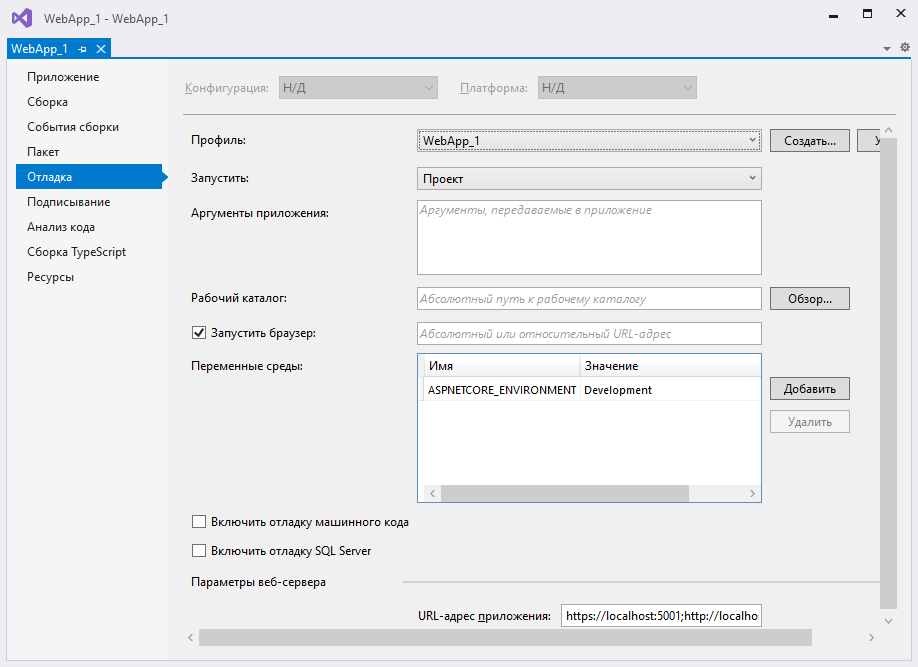 WebApp_1 - WebApp_1
WebApp_1
Приложение
Сборка
События сборки
Пакет
Отладка
Подписывание
Анализ кода
Сборка TypeScript
Ресурсы
Конфигурация: Н/Д Платформа: Н/Д
Профиль: WebApp_1 Создать... У
Запустить: Проект
Аргументы приложения: Аргументы, передаваемые в приложение
Рабочий каталог: Абсолютный путь к рабочему каталогу Обзор...
Запустить браузер: Абсолютный или относительный URL-адрес
Переменные среды: Имя Значение
ASPNETCORE_ENVIRONMENT Development Добавить
Удалить
Включить отладку машинного кода
Включить отладку SQL Server
Параметры веб-сервера
URL-адрес приложения: https://localhost:5001;http://localho